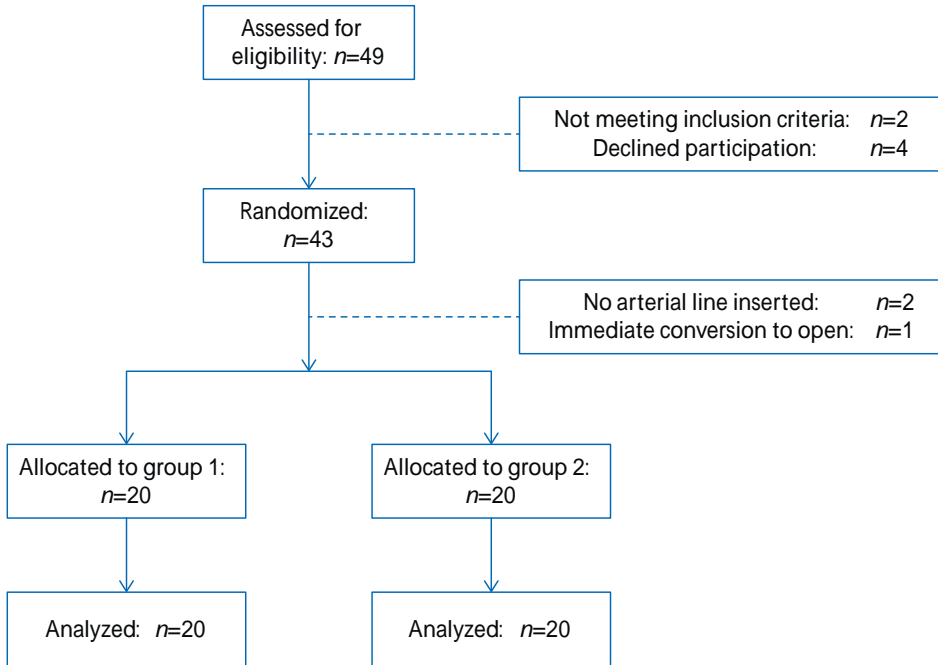 Assessed for
eligibility: n=49
Not meeting inclusion criteria: n=2
Declined participation: n=4
Randomized:
n=43
No arterial line inserted: n=2
Immediate conversion to open: n=1
Allocated to group 1:
n=20
Allocated to group 2:
n=20
Analyzed: n=20
Analyzed: n=20